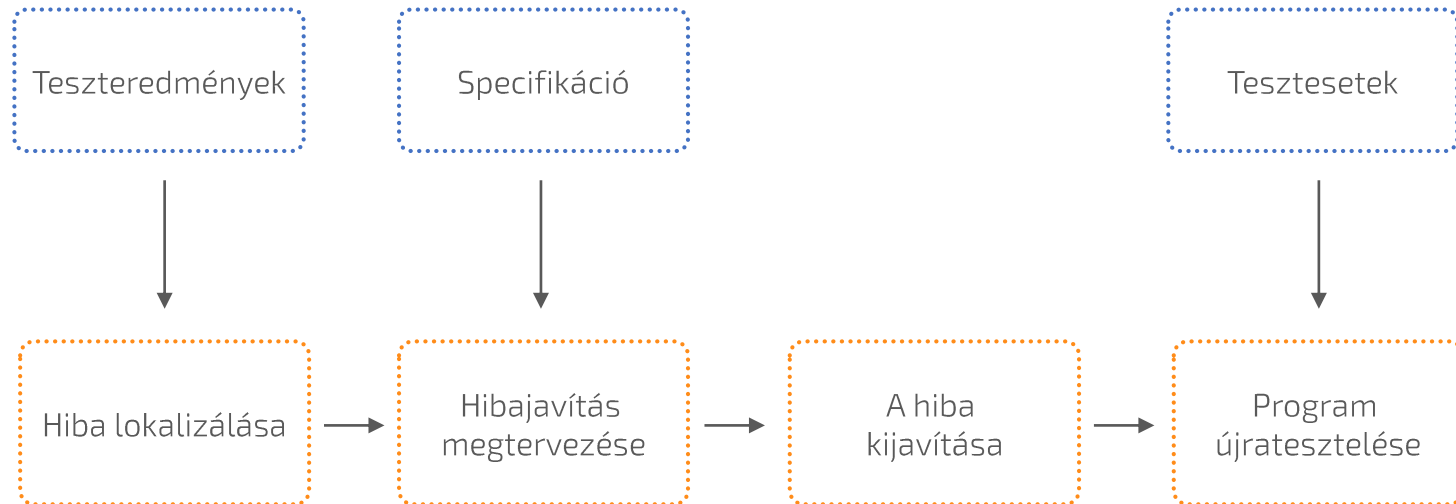 Teszteredmények
Specifikáció
Tesztesetek
Hiba lokalizálása
Hibajavítás
megtervezése
A hiba
kijavítása
Program
újratesztelése